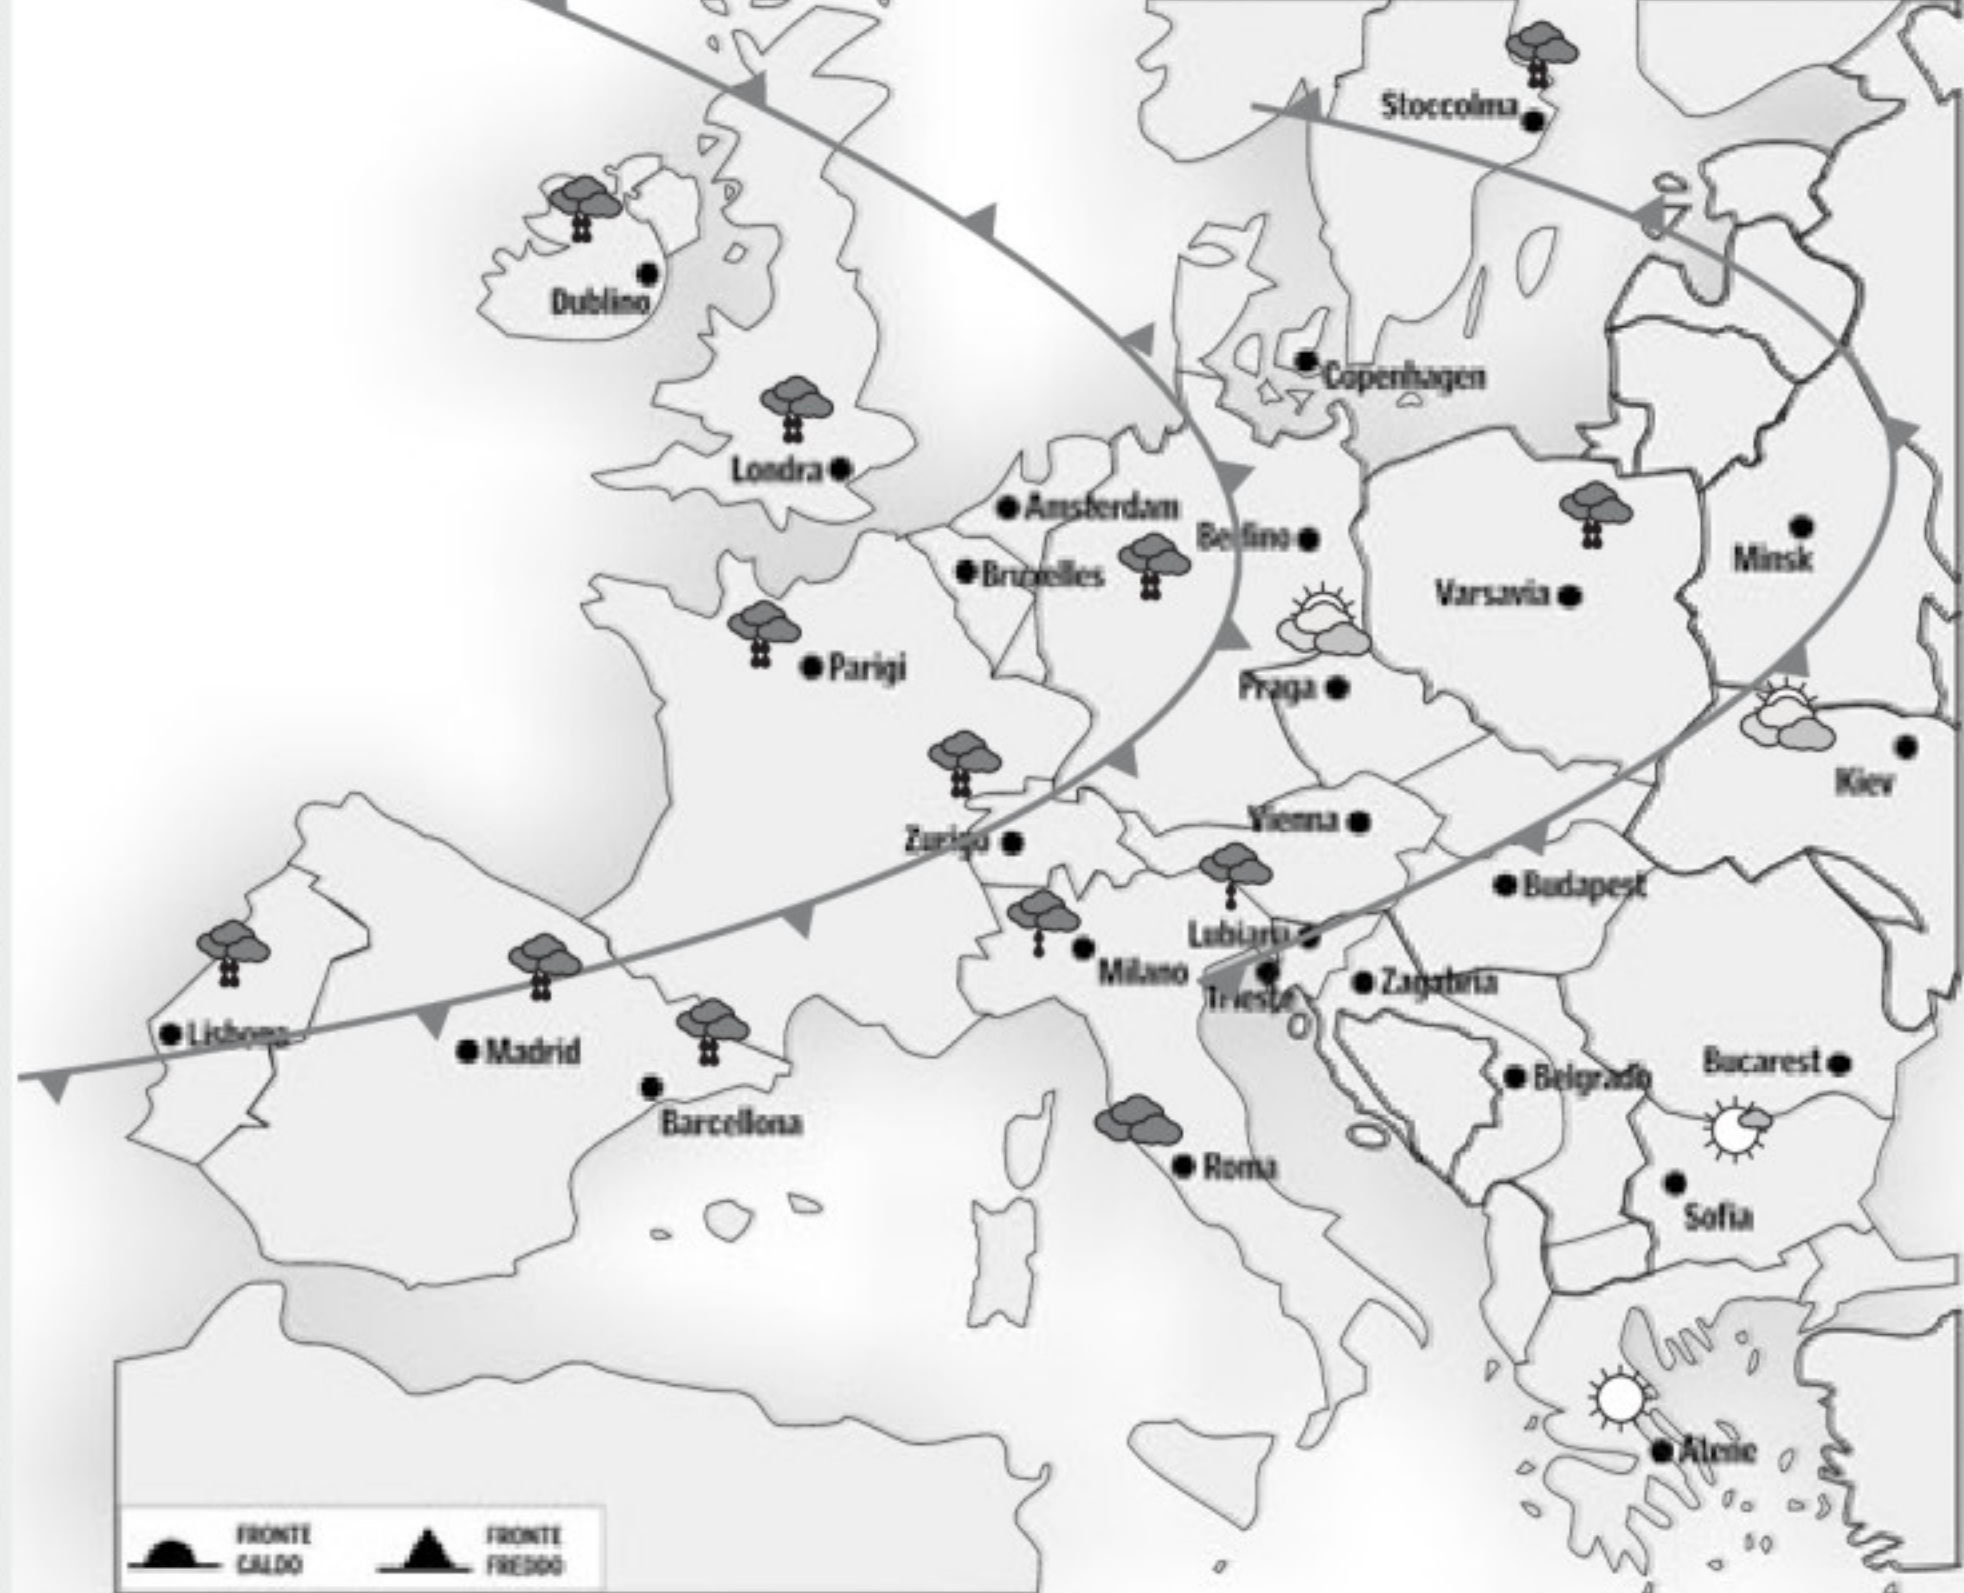 Stoccolma
Dublino
Copenhagen
Londra
Amsterdam
Berlino
Bruxelles
Minsk
Varsavia
Parigi
Praga
Kiev
Vienna
Zurigo
Budapest
Lubiana
Milano
Zagabria
Trieste
Lisbona
Madrid
Belgrado
Bucarest
Barcellona
Roma
Sofia
Atene
FRONTE
CALDO
FRONTE
FREDDO